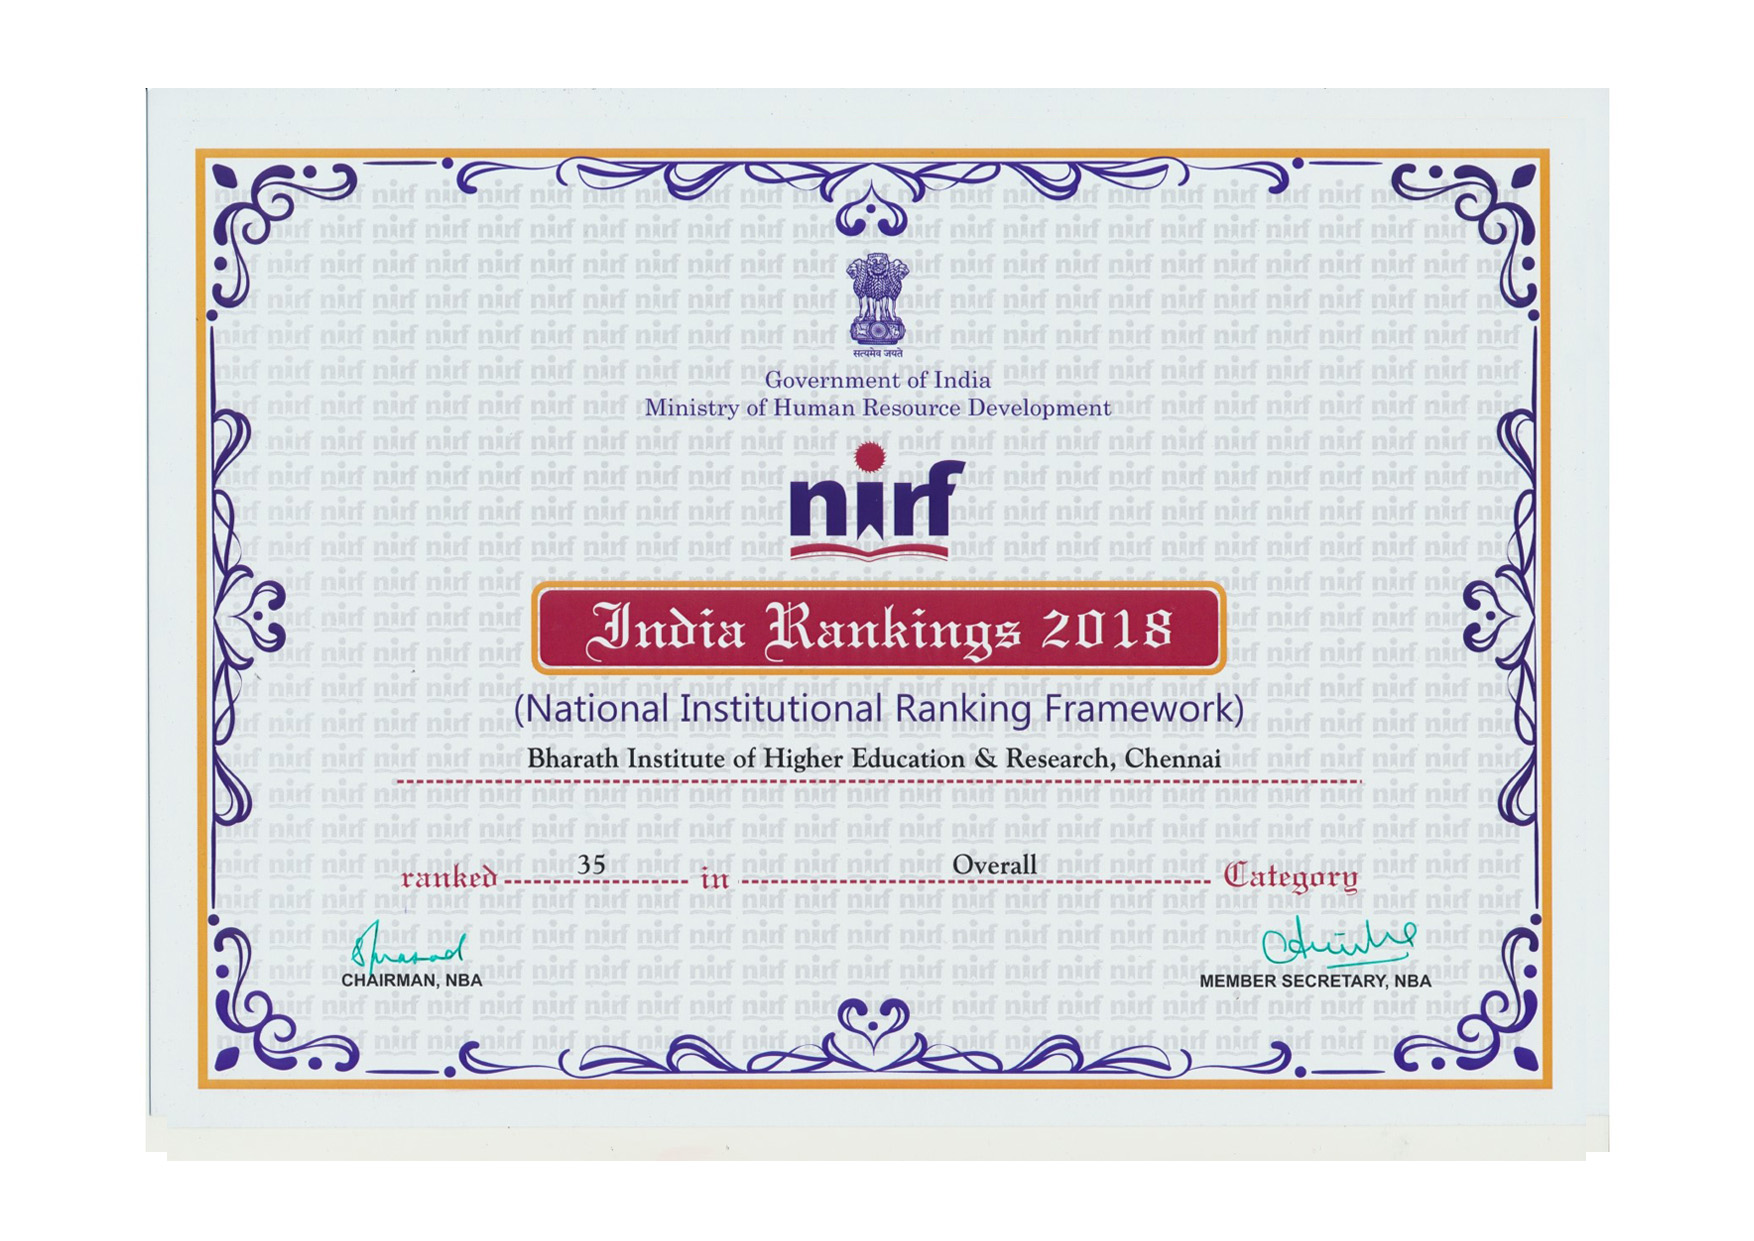 सत्यमेव जयते
Government of India
Ministry of Human Resource Development
nirf
India Rankings 2018
(National Institutional Ranking Framework)
Bharath Institute of Higher Education & Research, Chennai
ranked 35 in Overall Category
CHAIRMAN, NBA
MEMBER SECRETARY, NBA